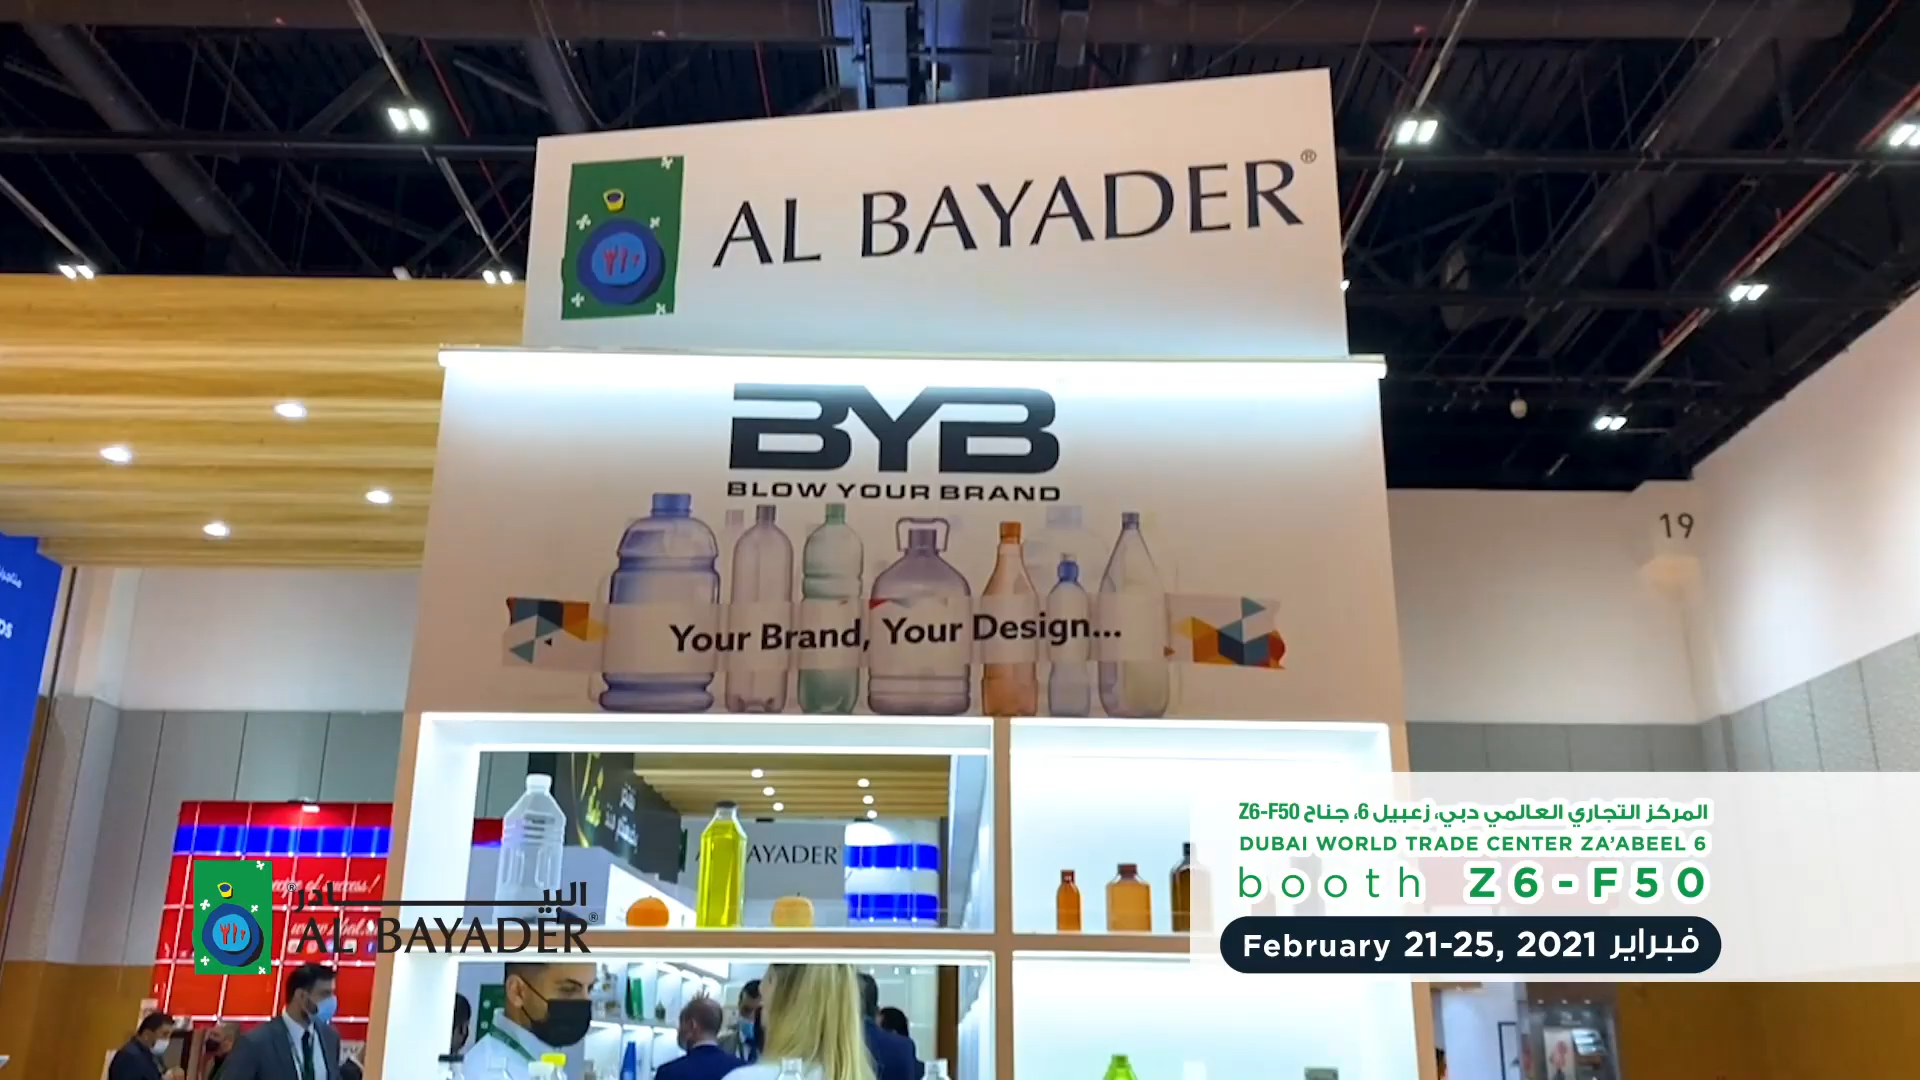 AL BAYADER®
BYB
BLOW YOUR BRAND
Your Brand, Your Design...
19
AYADER
المركز التجاري العالمي دبي، زعبيل 6، جناح Z6-F50
DUBAI WORLD TRADE CENTER ZA'ABEEL 6
booth Z6-F50
February 21-25, 2021 فبراير
البيادر®
AL BAYADER®